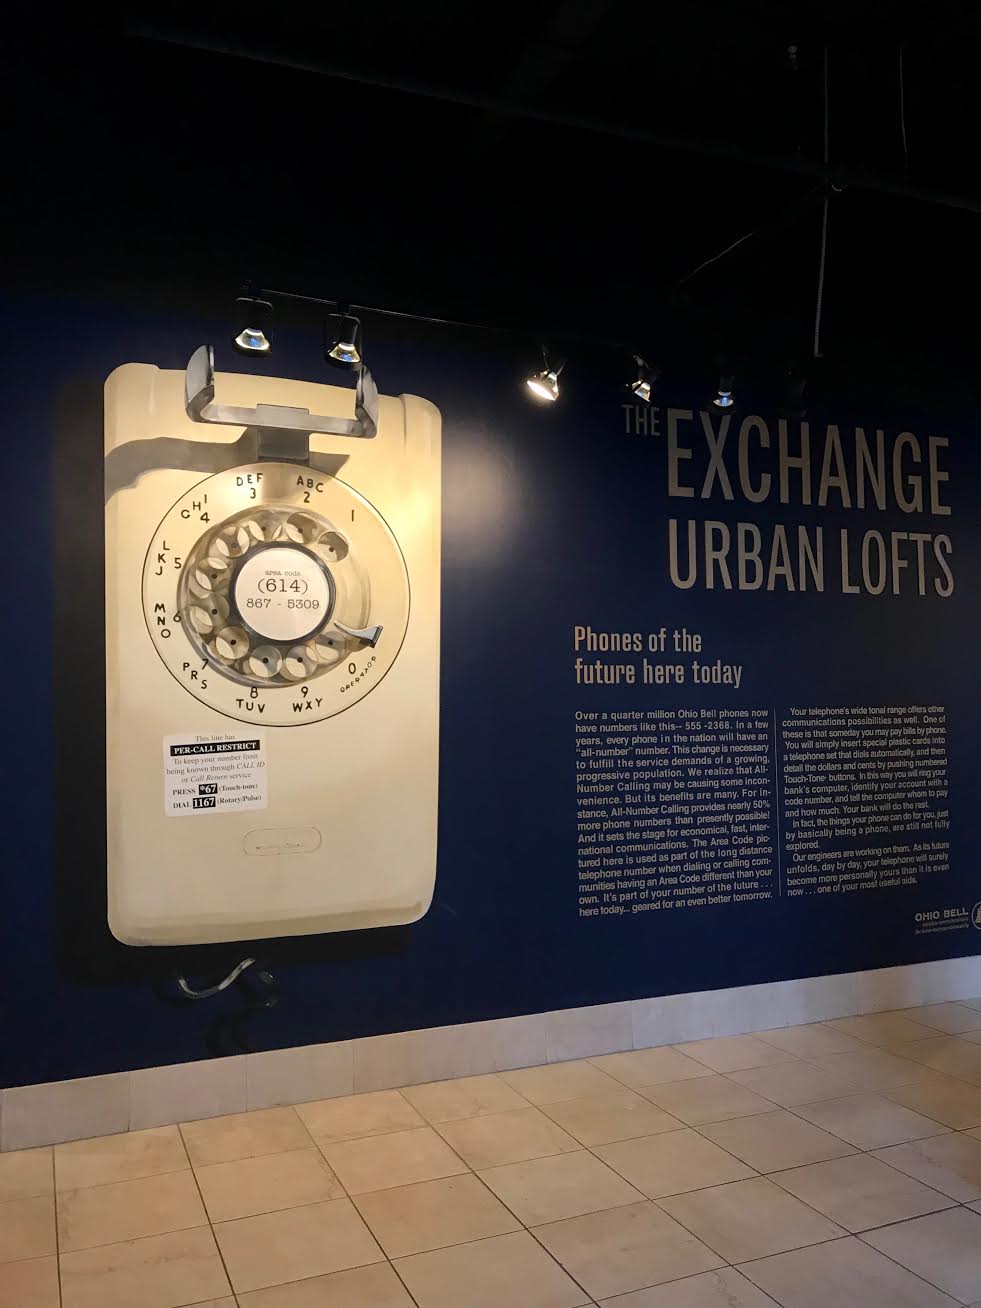 THE
EXCHANGE
URBAN LOFTS
ABC
2
DEF
3
1
GHI
4
L
K
J
5
M
N
O
6
PRS
7
TUV
8
WXY
9
0
OPERATOR
area code
(614)
867 - 5309
This line has
PER-CALL RESTRICT
To keep your number from
being known through CALL ID
or Call Return service
PRESS *67 (Touch-tone)
DIAL 1167 (Rotary/Pulse)
Phones of the
future here today
Over a quarter million Ohio Bell phones now
have numbers like this-- 555 -2368. In a few
years, every phone in the nation will have an
"all-number" number. This change is necessary
to fulfill the service demands of a growing,
progressive population. We realize that All-
Number Calling may be causing some incon-
venience. But its benefits are many. For in-
stance, All-Number Calling provides nearly 50%
more phone numbers than presently possible!
And it sets the stage for economical, fast, inter-
national communications. The Area Code pic-
tured here is used as part of the long distance
telephone number when dialing or calling com-
munities having an Area Code different than your
own. It's part of your number of the future . . .
here today... geared for an even better tomorrow.
Your telephone's wide tonal range offers other
communications possibilities as well. One of
these is that someday you may pay bills by phone.
You will simply insert special plastic cards into
a telephone set that dials automatically, and then
detail the dollars and cents by pushing numbered
Touch-Tone buttons. In this way you will ring your
bank's computer, identify your account with a
code number, and tell the computer whom to pay
and how much. Your bank will do the rest.
In fact, the things your phone can do for you, just
by basically being a phone, are still not fully
explored.
Our engineers are working on them. As its future
unfolds, day by day, your telephone will surely
become more personally yours than it is even
now . . . one of your most useful aids.
OHIO BELL